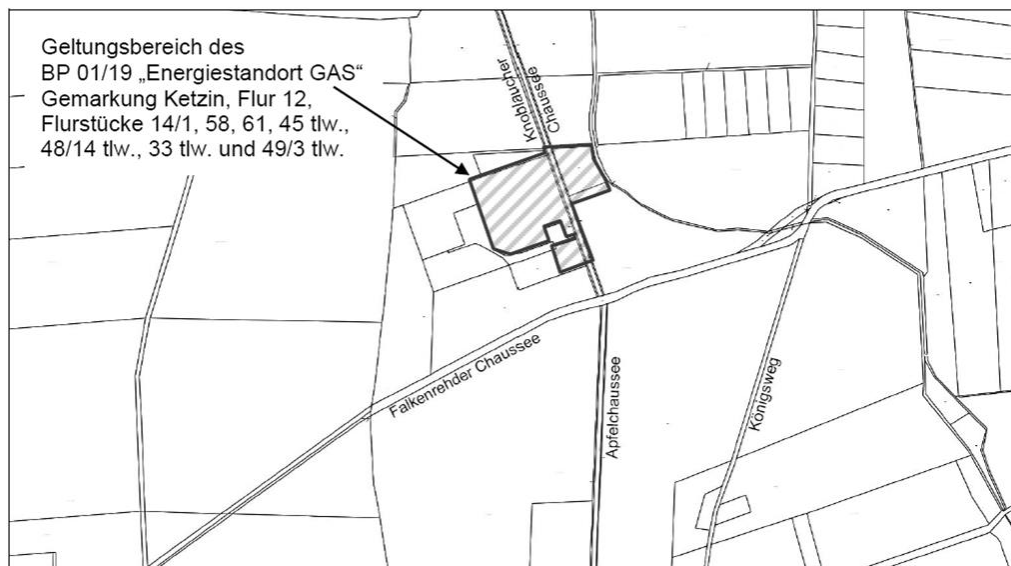 Geltungsbereich des
BP 01/19 „Energiestandort GAS“
Gemarkung Ketzin, Flur 12,
Flurstücke 14/1, 58, 61, 45 tlw.,
48/14 tlw., 33 tlw. und 49/3 tlw.
Knoblaucher
Chaussee
Falkenrehder Chaussee
Apfelchaussee
Königsweg